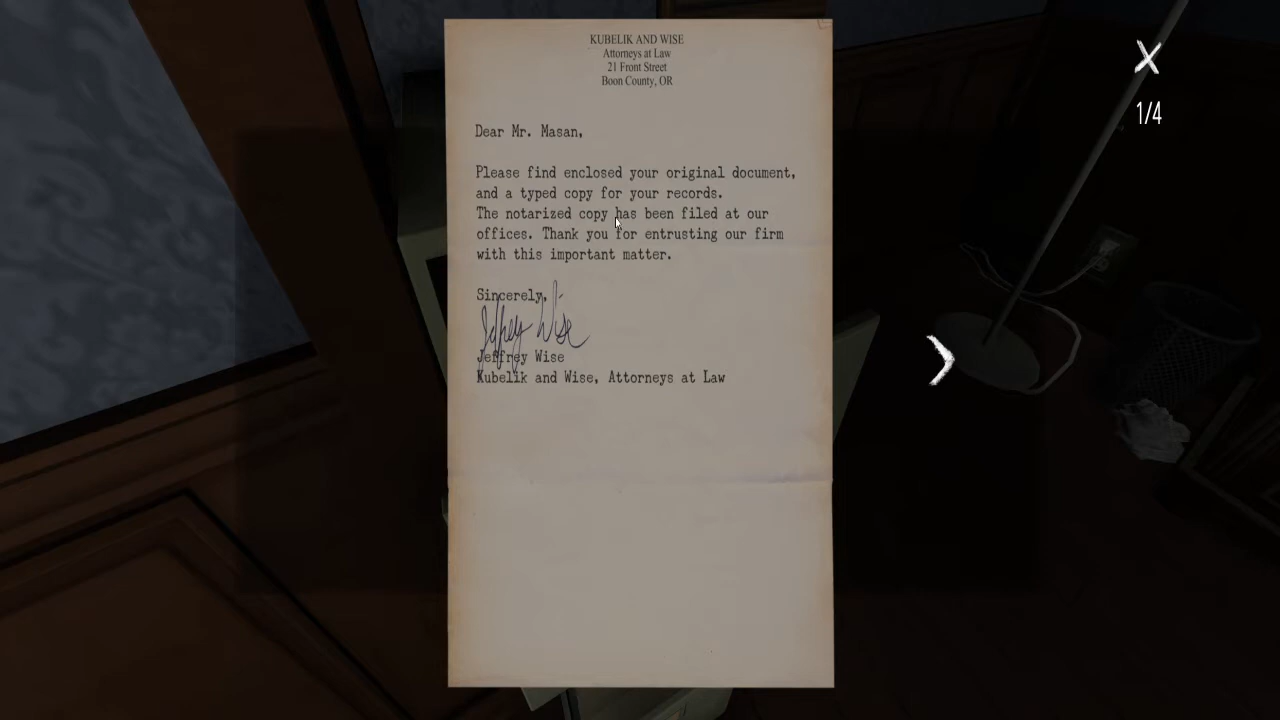 KUBELIK AND WISE
Attorneys at Law
21 Front Street
Boon County, OR
1/4
Dear Mr. Masan,
Please find enclosed your original document,
and a typed copy for your records.
The notarized copy has been filed at our
offices. Thank you for entrusting our firm
with this important matter.
Sincerely,
Jeffrey Wise
Jeffrey Wise
Kubelik and Wise, Attorneys at Law